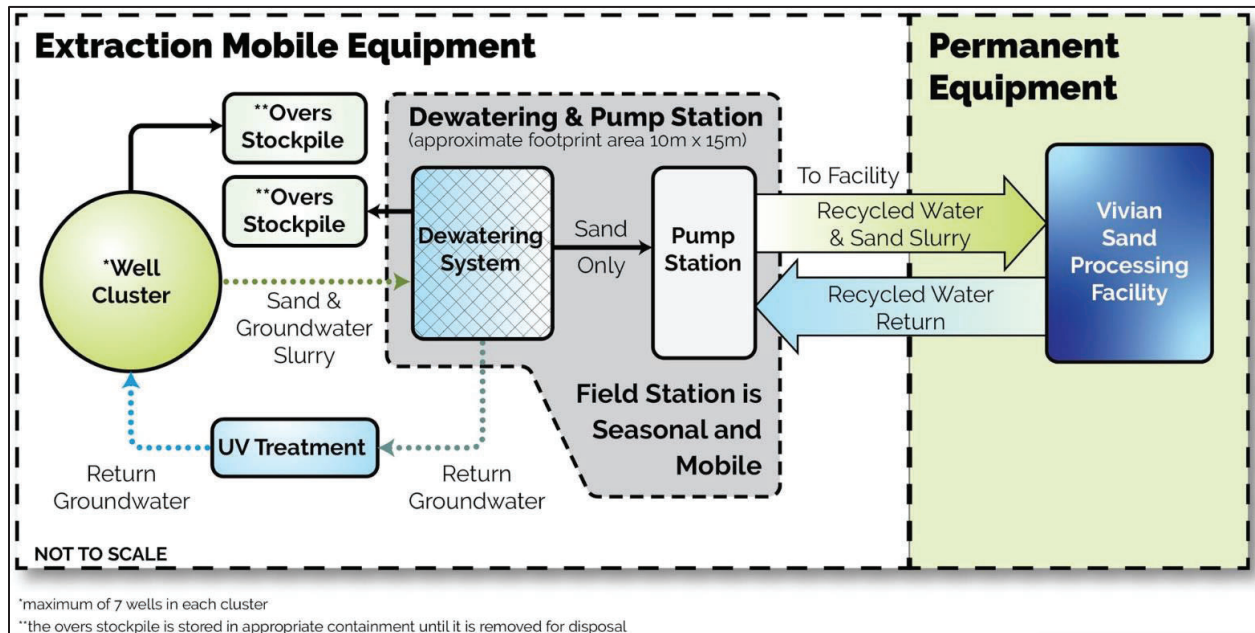 Extraction Mobile Equipment
Permanent
Equipment
**Overs
Stockpile
**Overs
Stockpile
Dewatering & Pump Station
(approximate footprint area 10m x 15m)
*Well
Cluster
Sand &
Groundwater
Slurry
Dewatering
System
Sand
Only
Pump
Station
To Facility
Recycled Water
& Sand Slurry
Recycled Water
Return
Vivian
Sand
Processing
Facility
Field Station is
Seasonal and
Mobile
UV Treatment
Return
Groundwater
Return
Groundwater
NOT TO SCALE
*maximum of 7 wells in each cluster
**the overs stockpile is stored in appropriate containment until it is removed for disposal